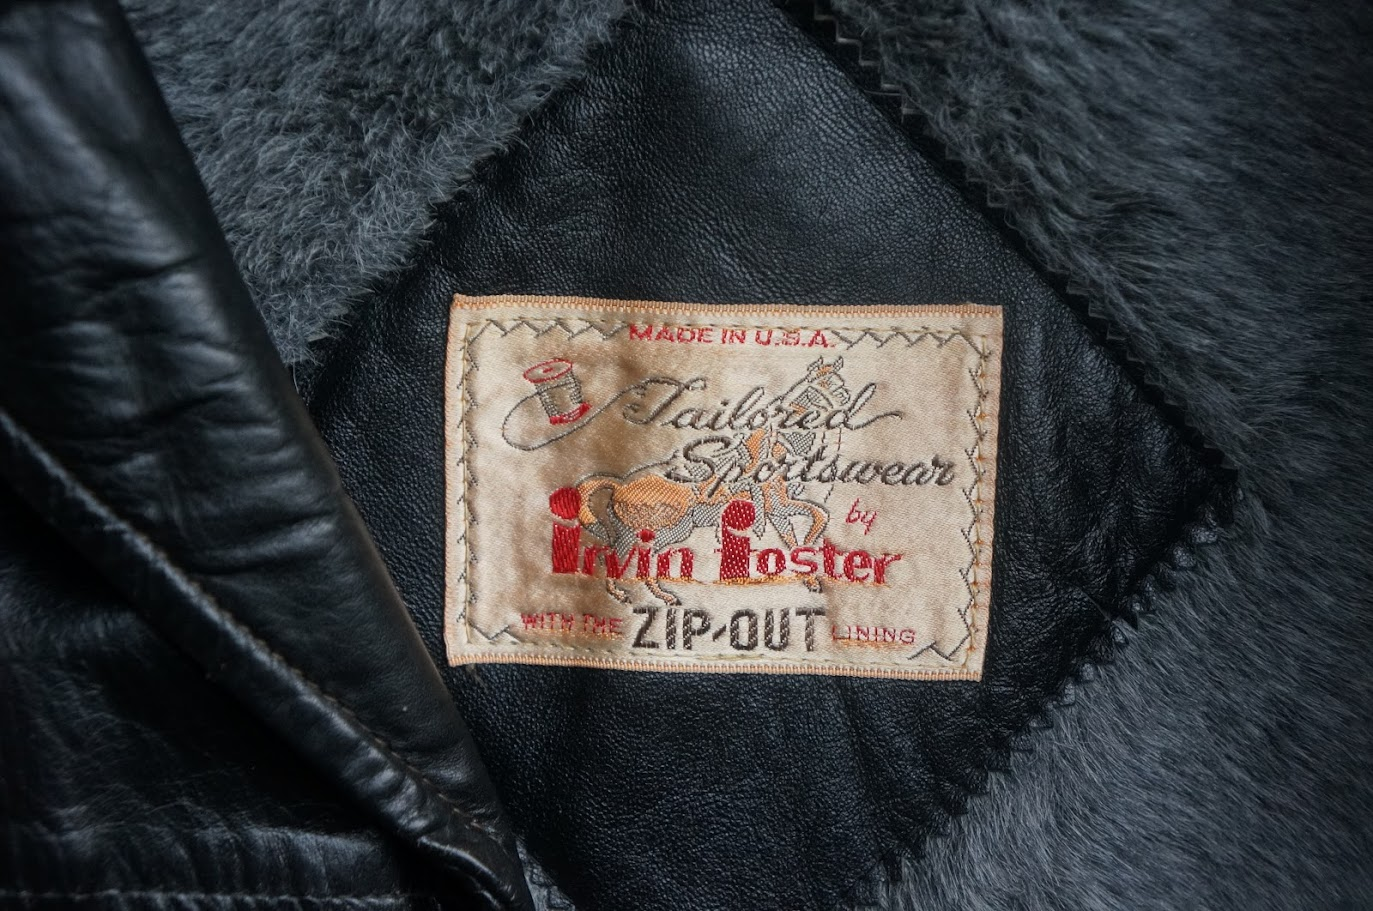 MADE IN U.S.A.
Tailored
Sportswear
by
irvin foster
WITH THE ZIP-OUT LINING